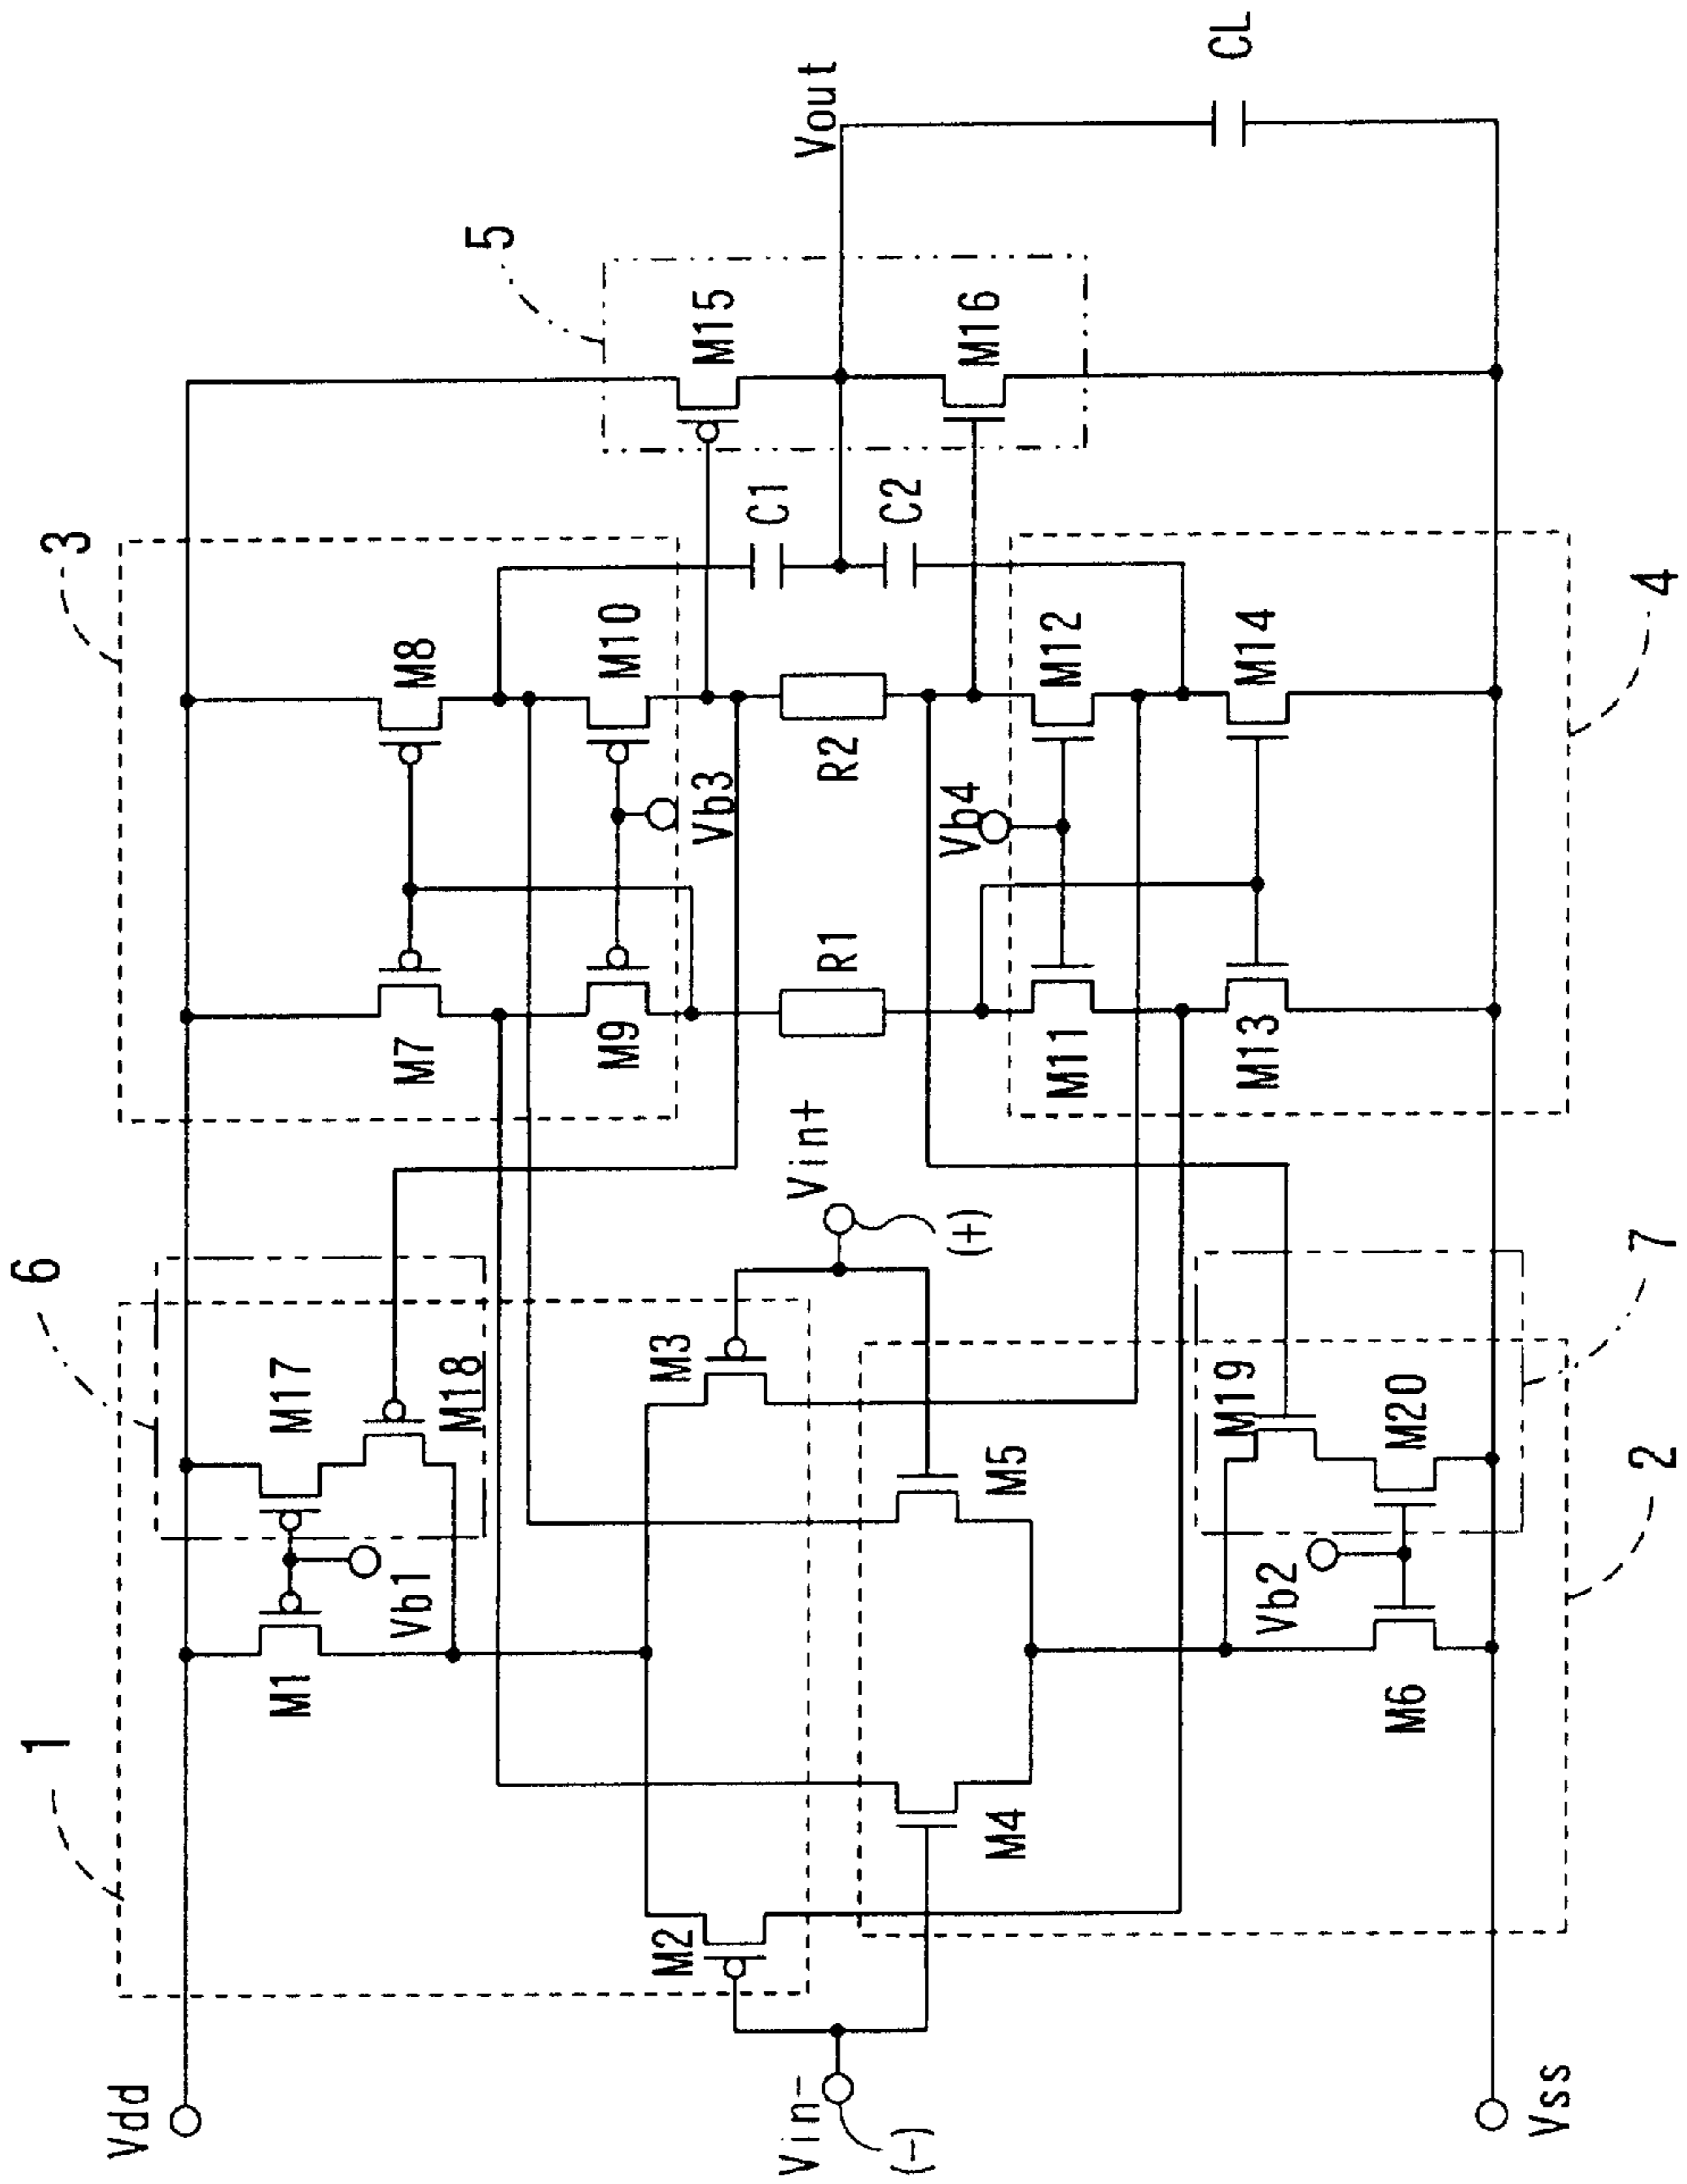 1
6
3
5
Vdd
M1
M17
Vb1
M18
M7
M8
M9
M10
Vb3
C1
M15
Vout
CL
M2
M3
Vin+
(+)
R1
R2
C2
Vin-
(-)
M4
M5
Vb4
M11
M12
M16
M19
M20
Vb2
M6
M13
M14
Vss
2
7
4